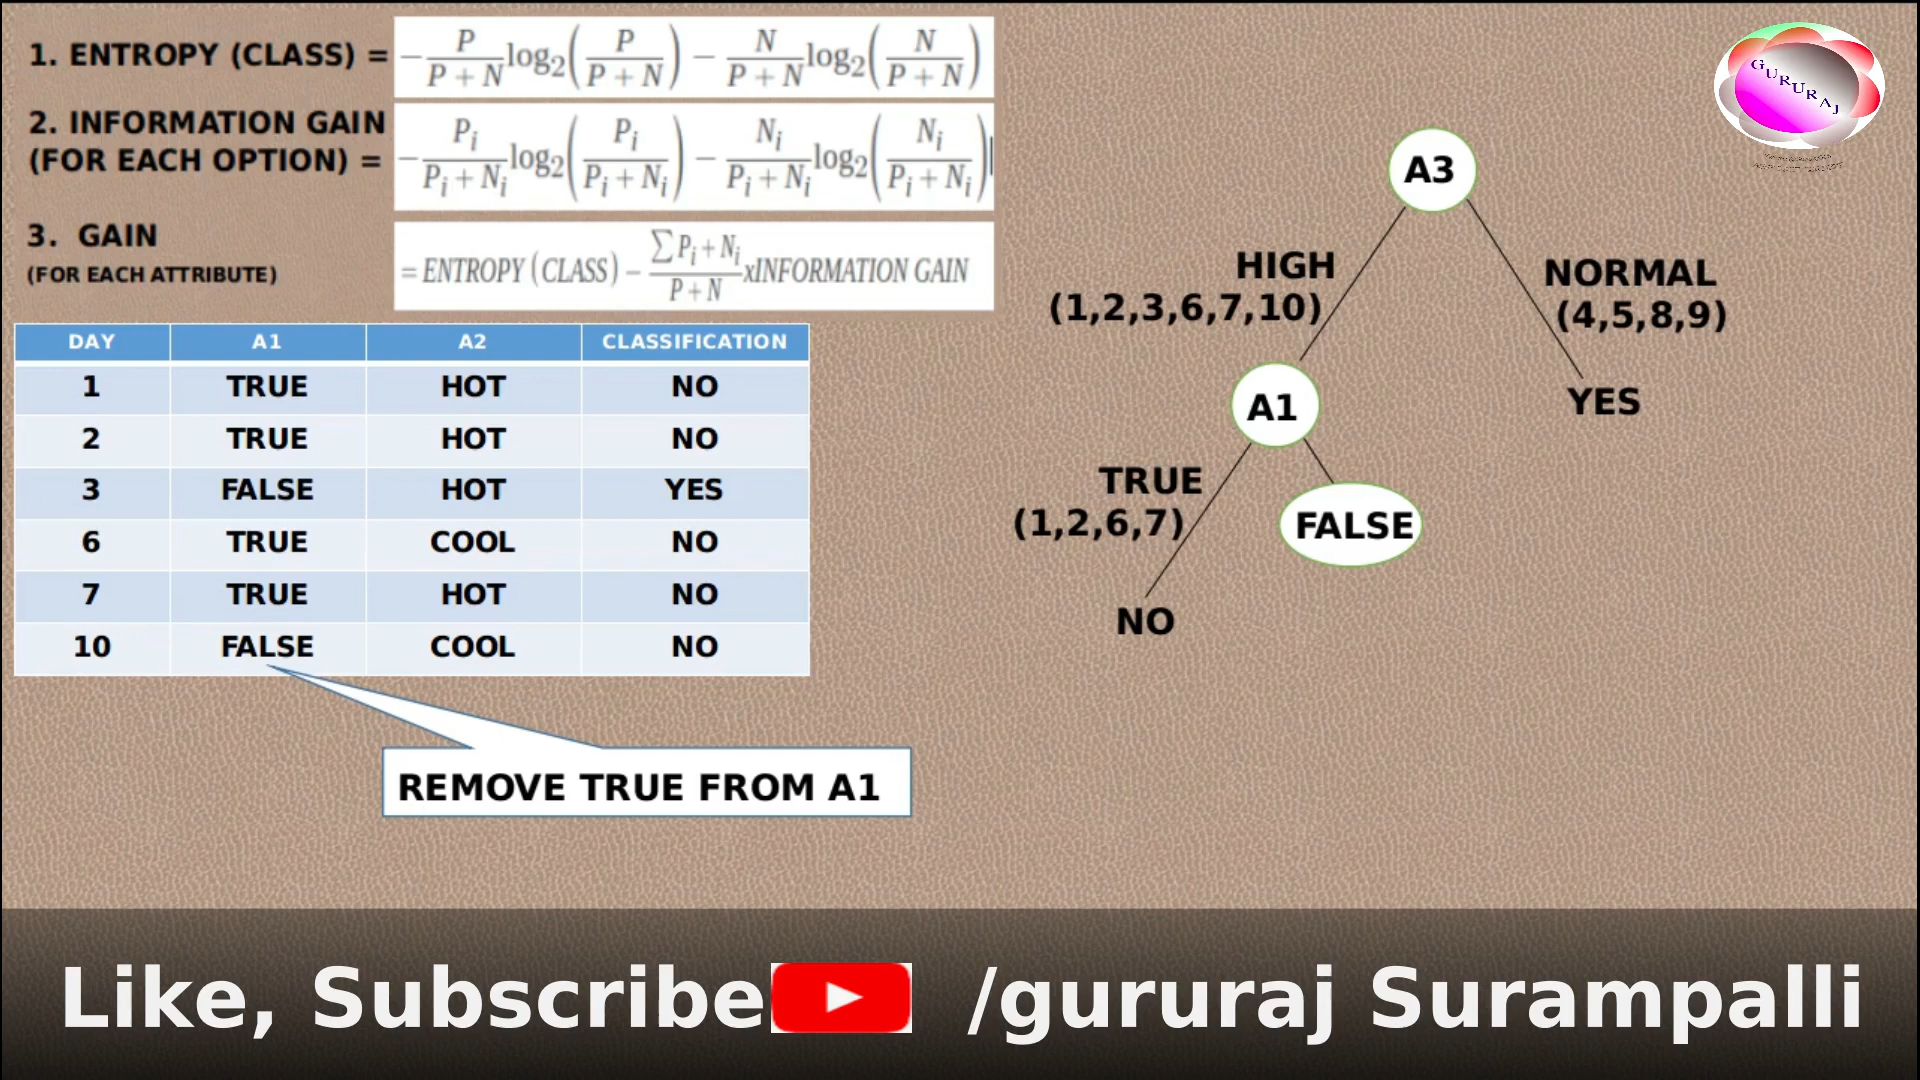 1. ENTROPY (CLASS) = −P/(P + N) log₂(P/(P + N)) − N/(P + N) log₂(N/(P + N))
2. INFORMATION GAIN
(FOR EACH OPTION) = −Pᵢ/(Pᵢ + Nᵢ) log₂(Pᵢ/(Pᵢ + Nᵢ)) − Nᵢ/(Pᵢ + Nᵢ) log₂(Nᵢ/(Pᵢ + Nᵢ))
3. GAIN
(FOR EACH ATTRIBUTE)
= ENTROPY (CLASS) − (∑Pᵢ + Nᵢ)/(P + N) xINFORMATION GAIN
DAY A1 A2 CLASSIFICATION
1 TRUE HOT NO
2 TRUE HOT NO
3 FALSE HOT YES
6 TRUE COOL NO
7 TRUE HOT NO
10 FALSE COOL NO
REMOVE TRUE FROM A1
GURURAJ
A3
HIGH
(1,2,3,6,7,10)
NORMAL
(4,5,8,9)
A1
YES
TRUE
(1,2,6,7)
FALSE
NO
Like, Subscribe /gururaj Surampalli